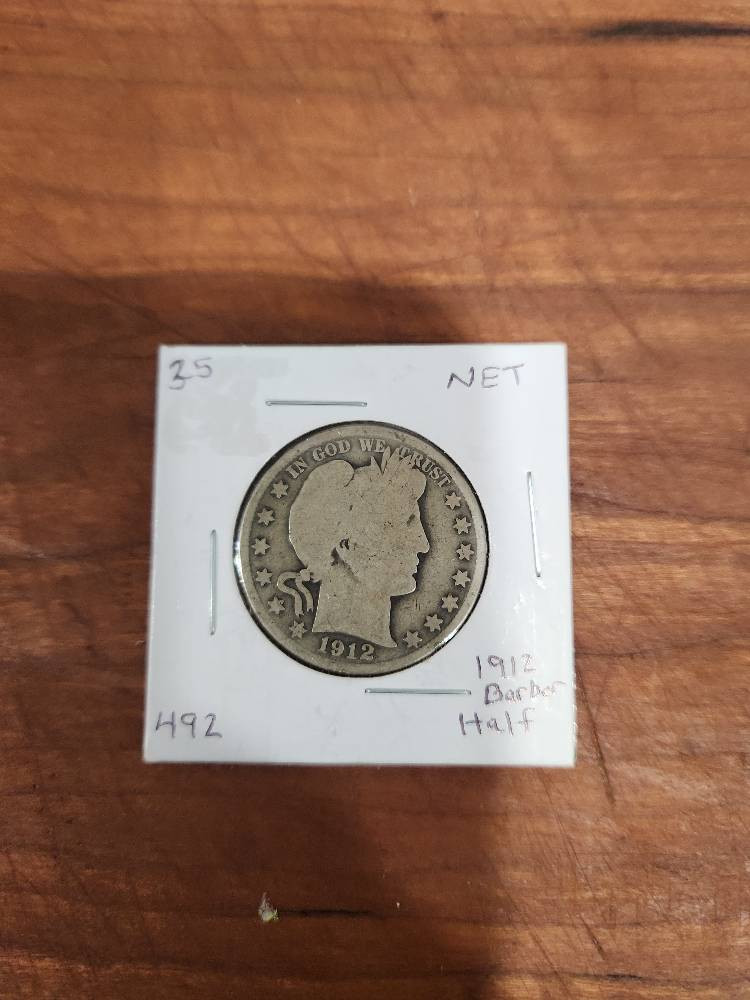 35
NET
IN GOD WE TRUST
1912
1912
Barber
Half
492